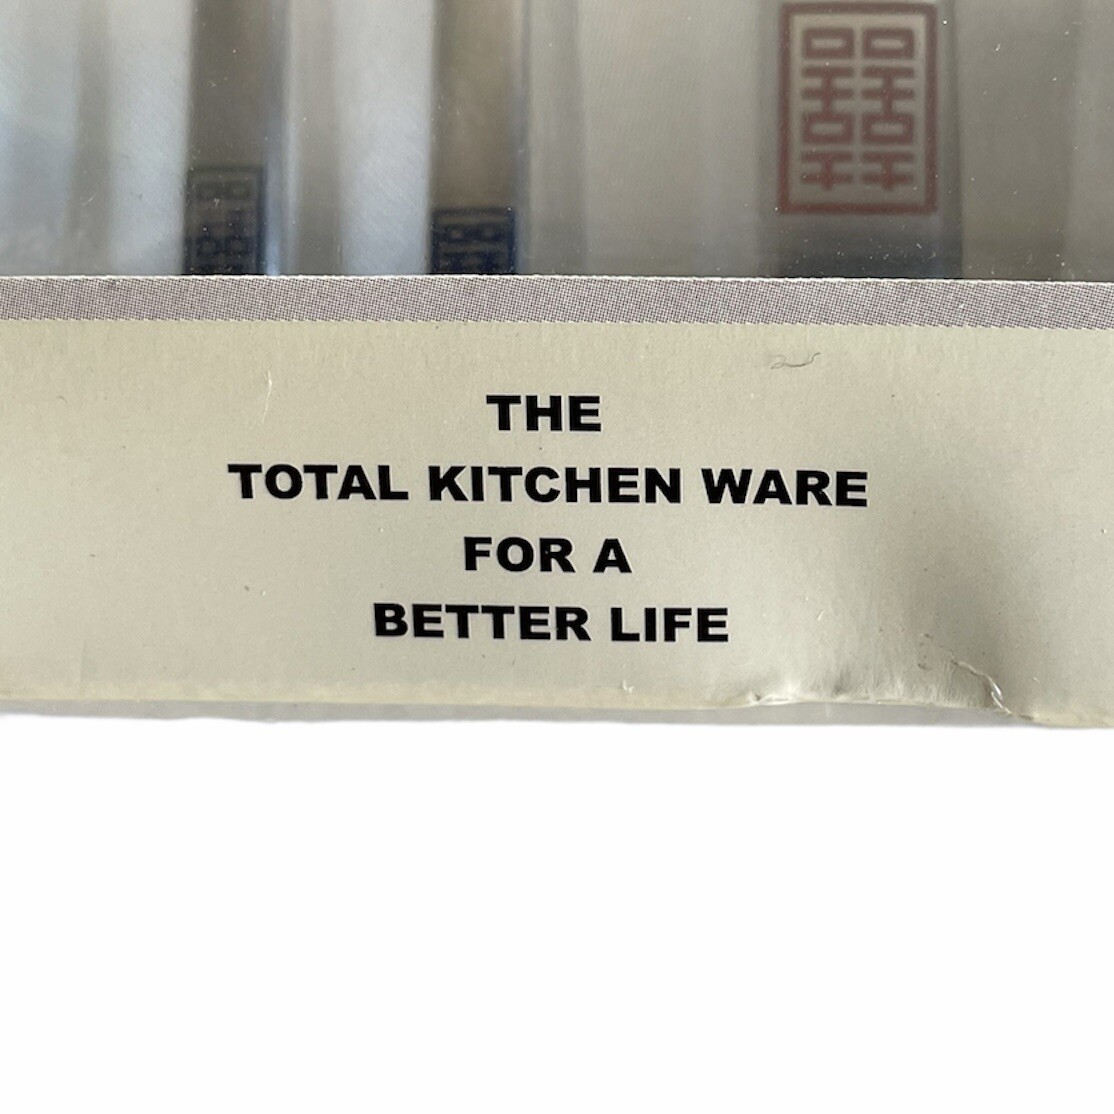 囍
THE
TOTAL KITCHEN WARE
FOR A
BETTER LIFE